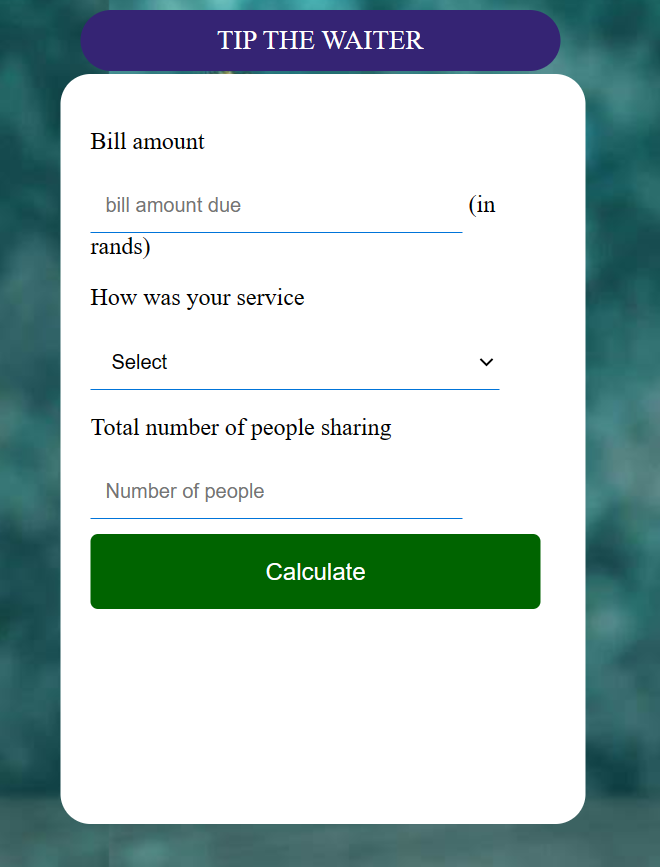 TIP THE WAITER
Bill amount
bill amount due (in
rands)
How was your service
Select
Total number of people sharing
Number of people
Calculate